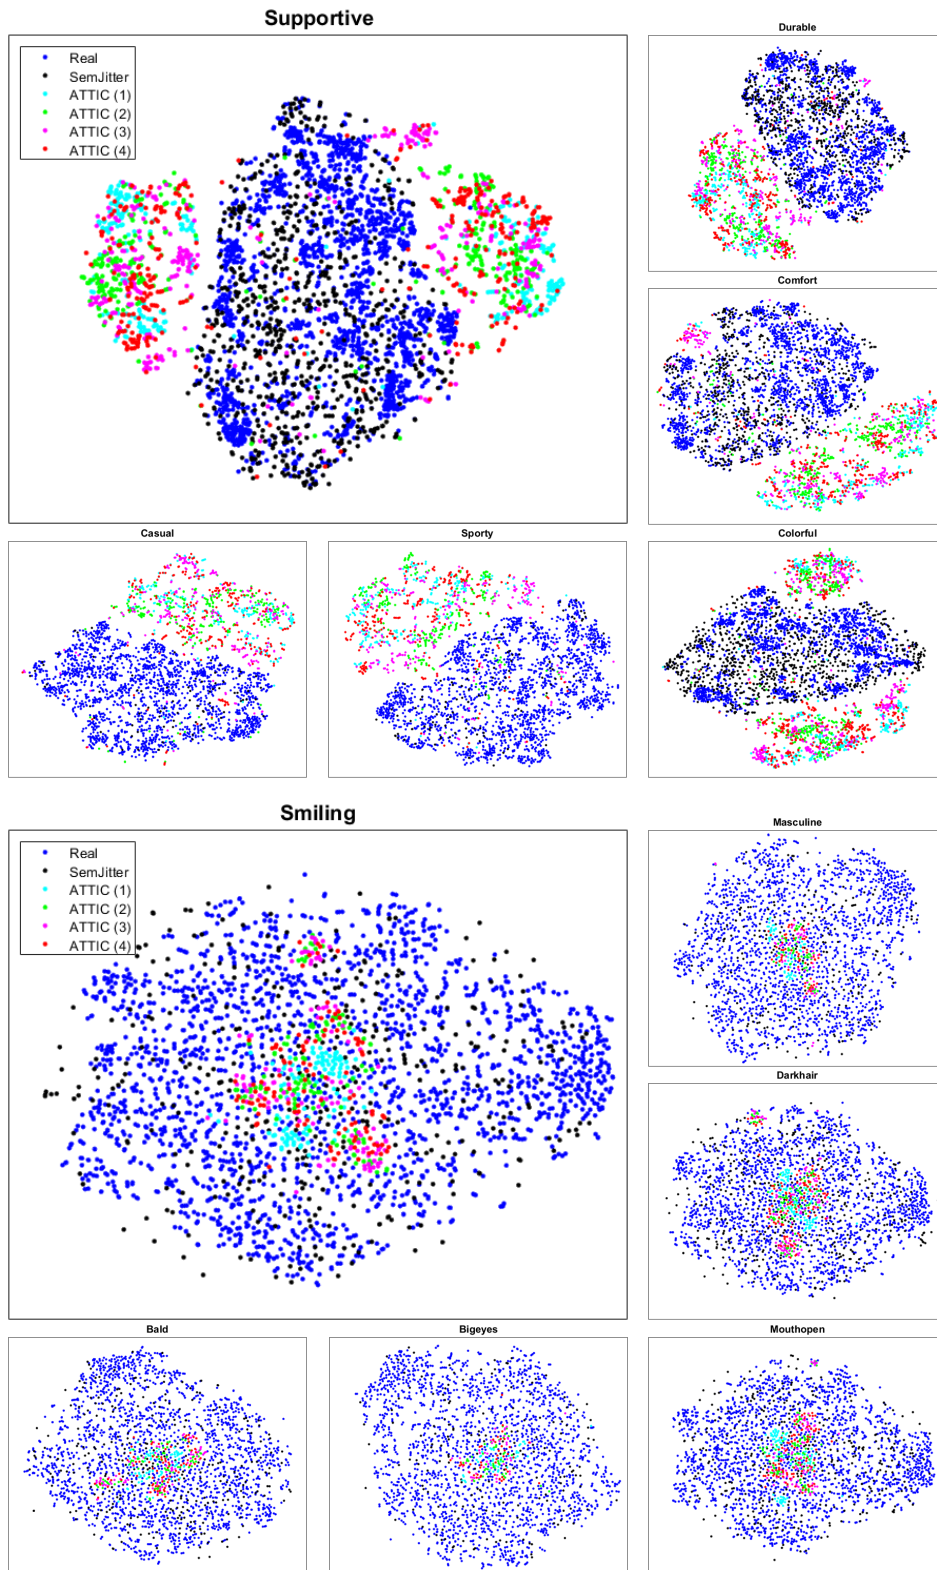 Supportive
Real
SemJitter
ATTIC (1)
ATTIC (2)
ATTIC (3)
ATTIC (4)
Durable
Comfort
Casual
Sporty
Colorful
Smiling
Real
SemJitter
ATTIC (1)
ATTIC (2)
ATTIC (3)
ATTIC (4)
Masculine
Darkhair
Bald
Bigeyes
Mouthopen